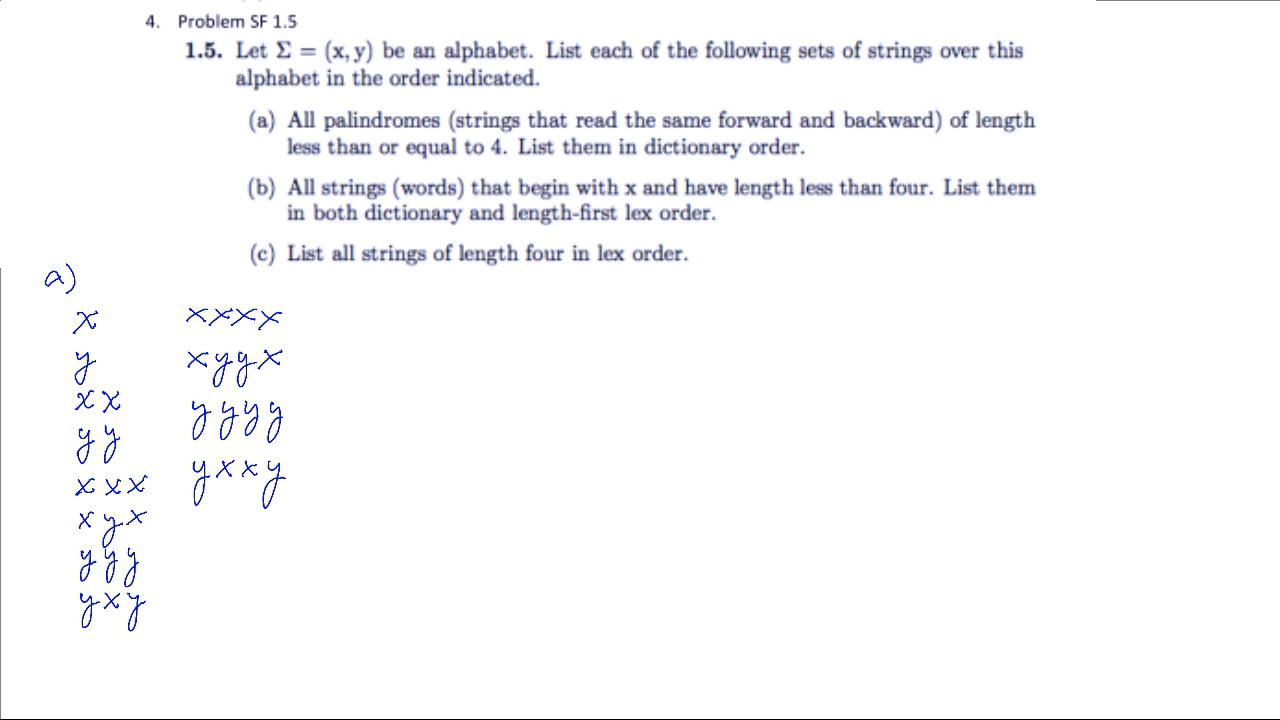 4. Problem SF 1.5
1.5. Let Σ = (x, y) be an alphabet. List each of the following sets of strings over this
alphabet in the order indicated.
(a) All palindromes (strings that read the same forward and backward) of length
less than or equal to 4. List them in dictionary order.
(b) All strings (words) that begin with x and have length less than four. List them
in both dictionary and length-first lex order.
(c) List all strings of length four in lex order.
a)
x
y
xx
yy
xxx
xyx
yyy
yxy
xxxx
xyyx
yyyy
yxxy